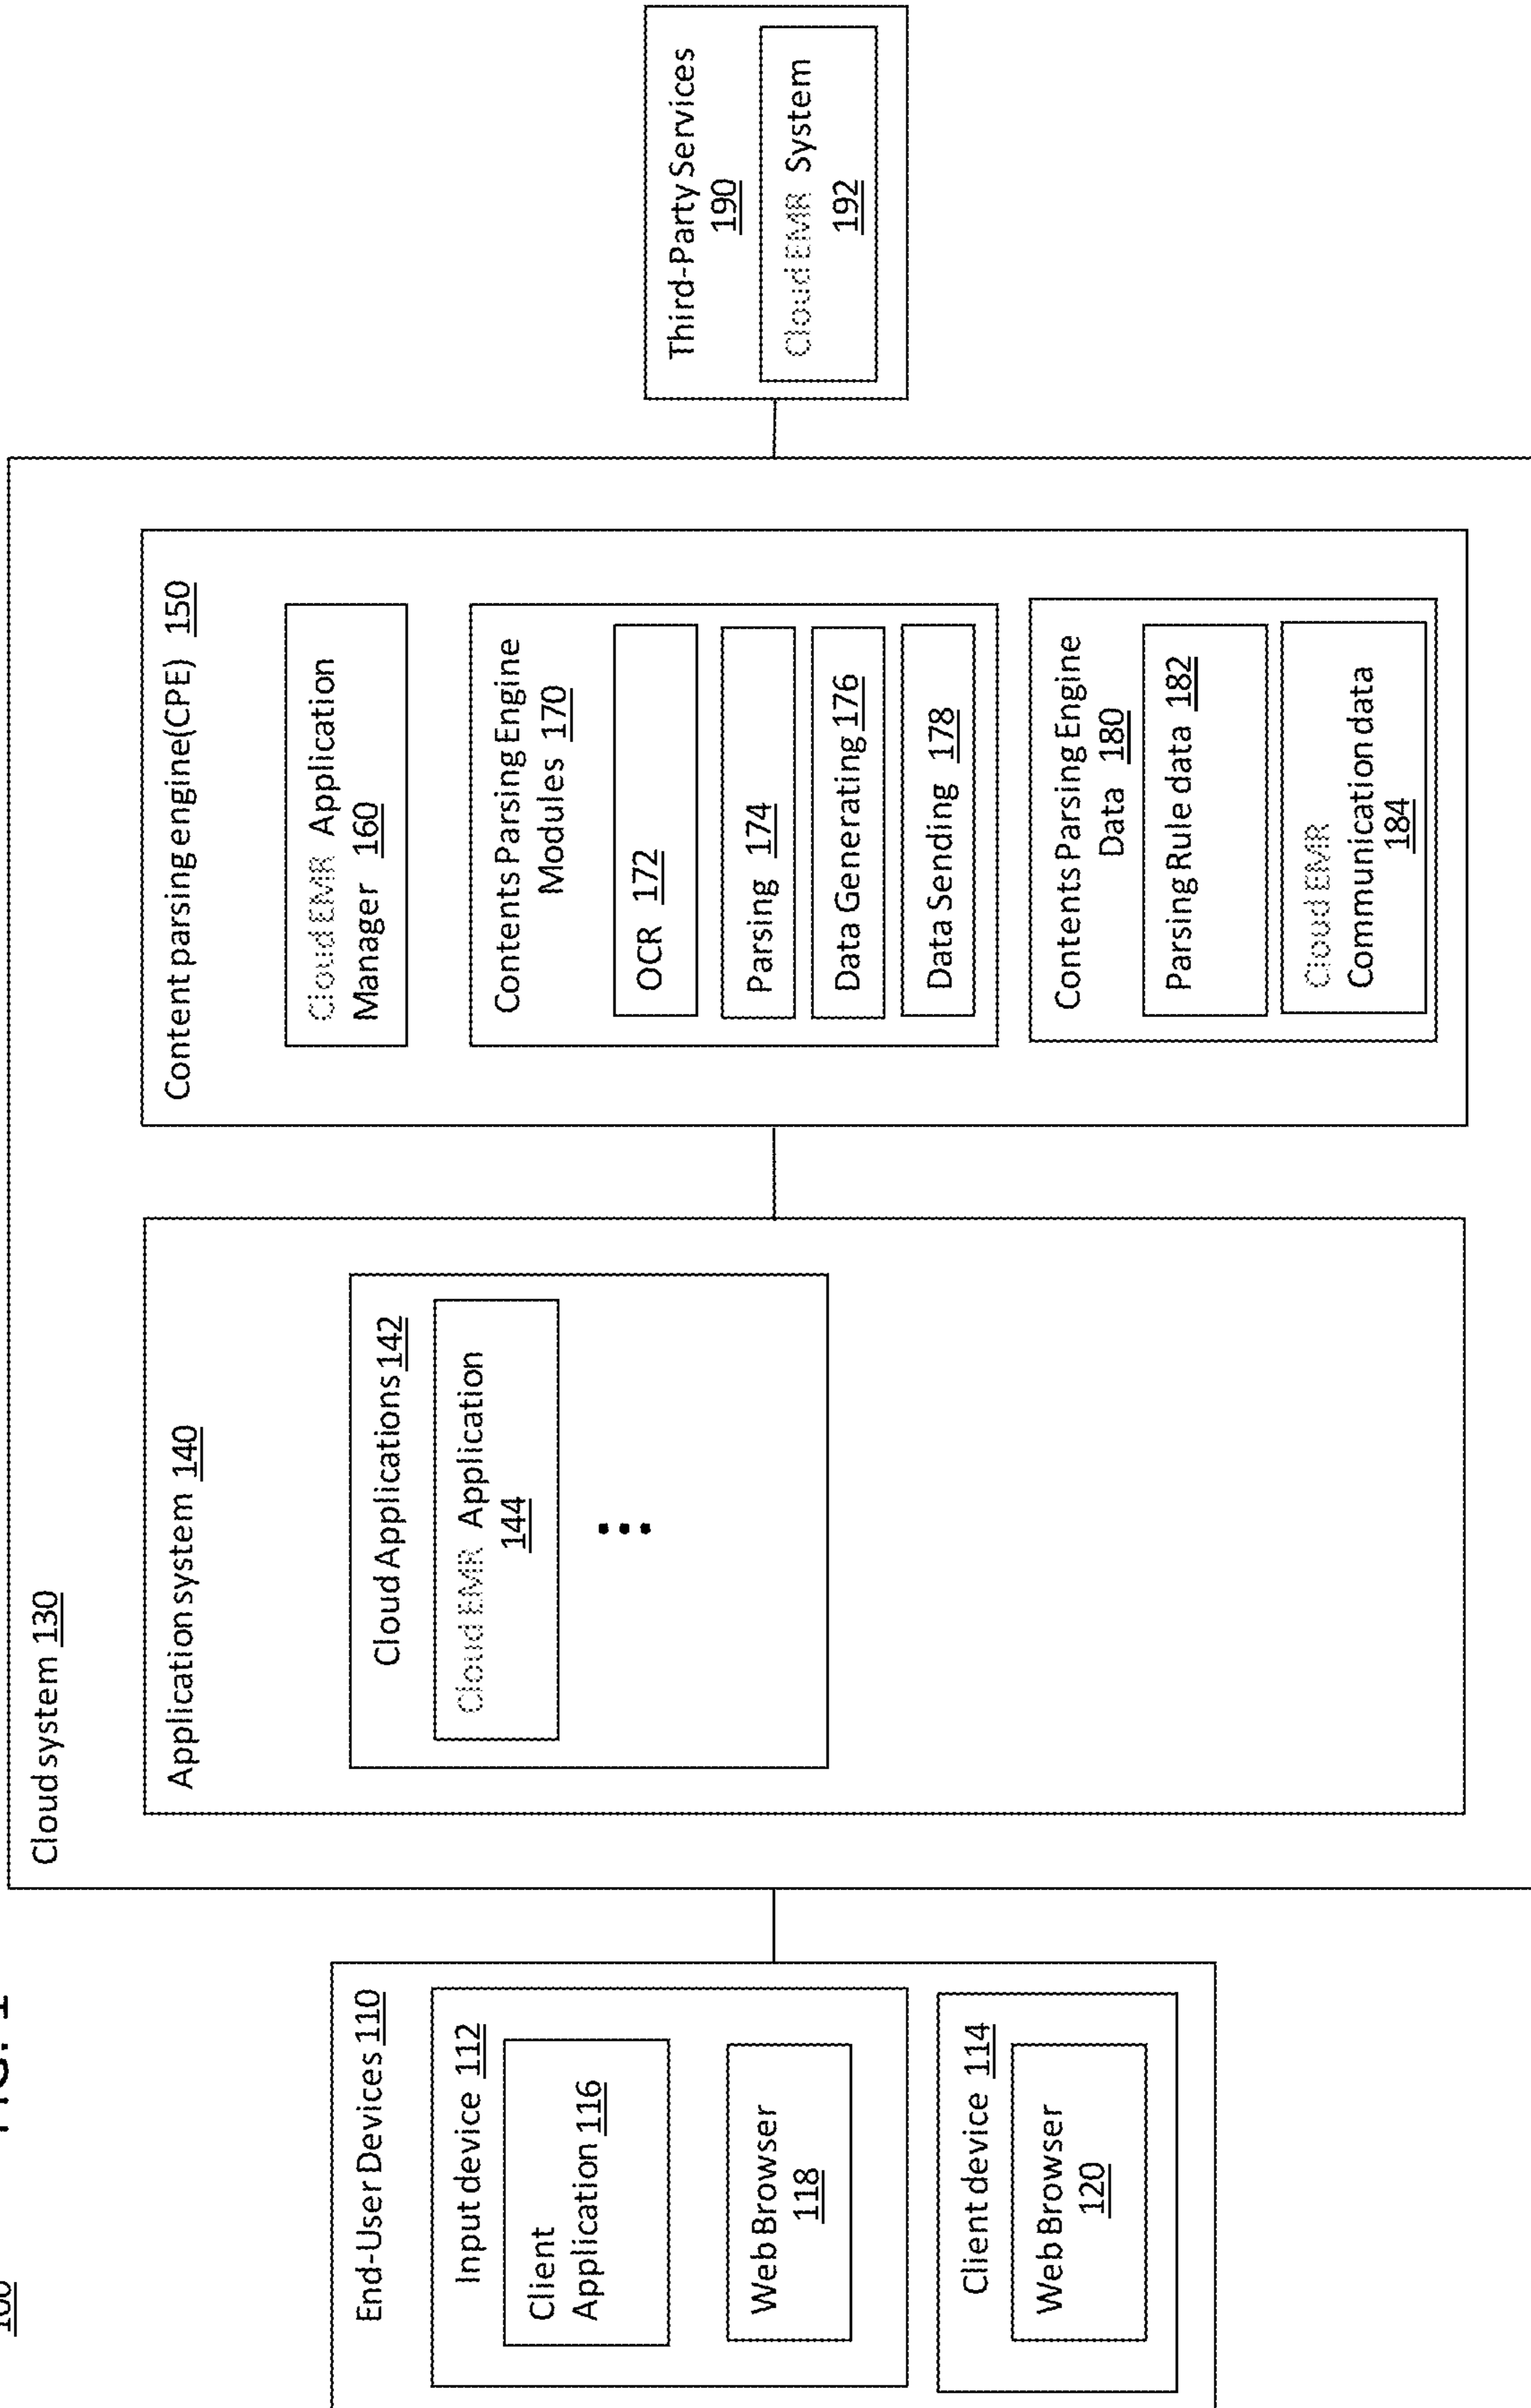 100
FIG. 1
End-User Devices 110
Input device 112
Client
Application 116
Web Browser
118
Client device 114
Web Browser
120
Cloud system 130
Application system 140
Cloud Applications 142
Cloud EMR Application
144
Content parsing engine(CPE) 150
Cloud EMR Application
Manager 160
Contents Parsing Engine
Modules 170
OCR 172
Parsing 174
Data Generating 176
Data Sending 178
Contents Parsing Engine
Data 180
Parsing Rule data 182
Cloud EMR
Communication data
184
Third-Party Services
190
Cloud EMR System
192